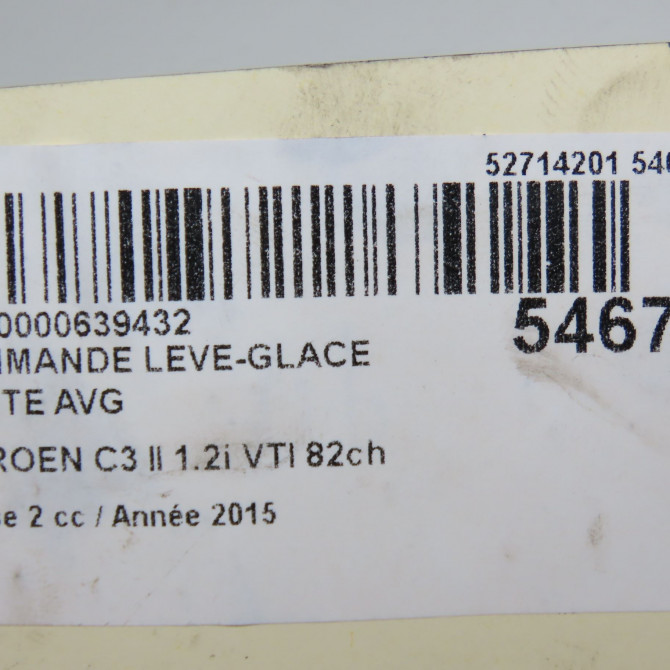 52714201 546
0000639432
5467
MANDE LEVE-GLACE
TE AVG
ROEN C3 II 1.2i VTI 82ch
e 2 cc / Année 2015